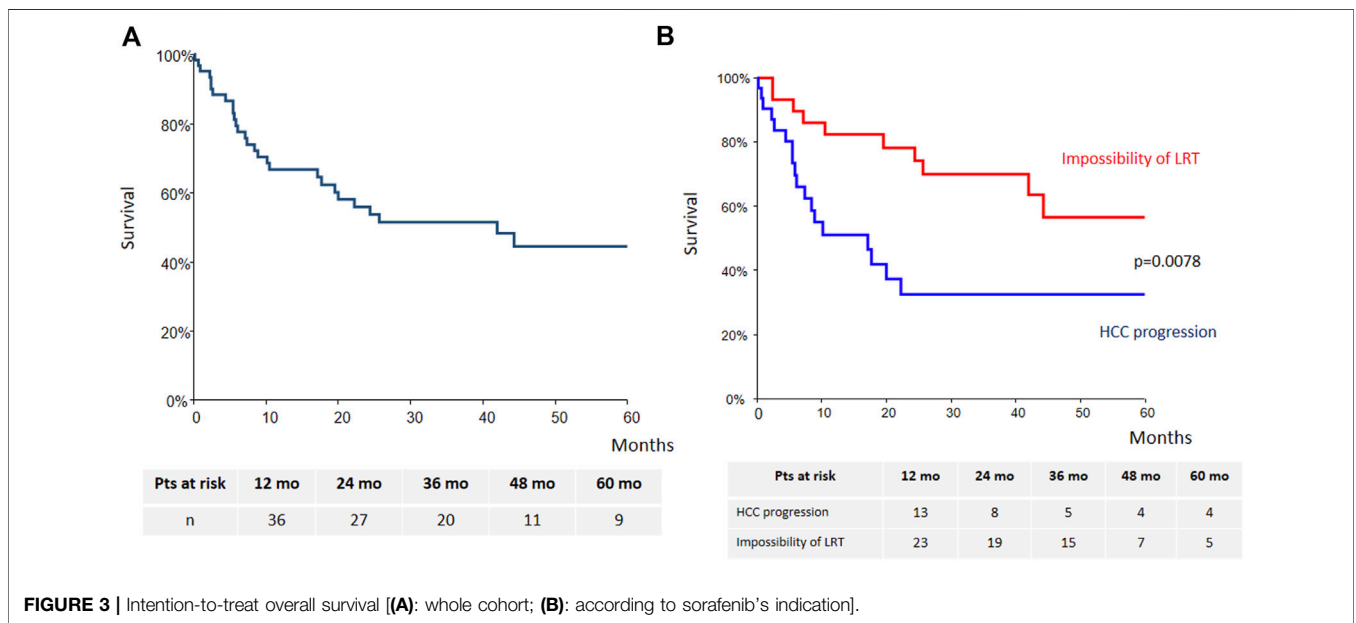 A
100%
80%
60%
40%
20%
0%
Survival
0 10 20 30 40 50 60
Months
Pts at risk 12 mo 24 mo 36 mo 48 mo 60 mo
n 36 27 20 11 9
B
100%
80%
60%
40%
20%
0%
Survival
Impossibility of LRT
p=0.0078
HCC progression
0 10 20 30 40 50 60
Months
Pts at risk 12 mo 24 mo 36 mo 48 mo 60 mo
HCC progression 13 8 5 4 4
Impossibility of LRT 23 19 15 7 5
FIGURE 3 | Intention-to-treat overall survival [(A): whole cohort; (B): according to sorafenib's indication].